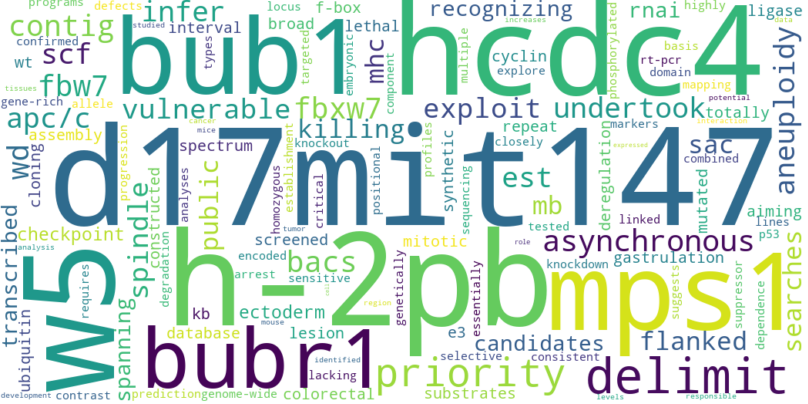 programs defects infer locus f-box recognizing rnai highly
contig studied interval broad lethal ligase
confirmed scf types bub1 targeted embryonic mhc hcdc4 increases data
wt fbw7 component cyclin multiple rt-pcr basis
gene-rich allele explore phosphorylated domain mapping
apc/c vulnerable fbxw7 exploit undertook potential totally
assembly cancer killing repeat interaction markers aneuploidy
wd cloning progression mice spectrum knockout establishment closely sac combined
d17mit147
analyses public homozygous critical est positional profiles synthetic sequencing expressed deregulation linked mutated aiming
tissues constructed mb tested lines
checkpoint spindle screened tumor mitotic asynchronous p53
transcribed analysis degradation encoded bacs role knockdown gastrulation
w5 h-2pb mps1
requires arrest sensitive genetically essentially suggests suppressor dependence searches
ubiquitin spanning kb ectoderm cell region
database mouse lesion e3 candidates flanked
bubr1 identified selective consistent
contrast lacking priority delimit
development prediction genome-wide colorectal substrates levels responsible